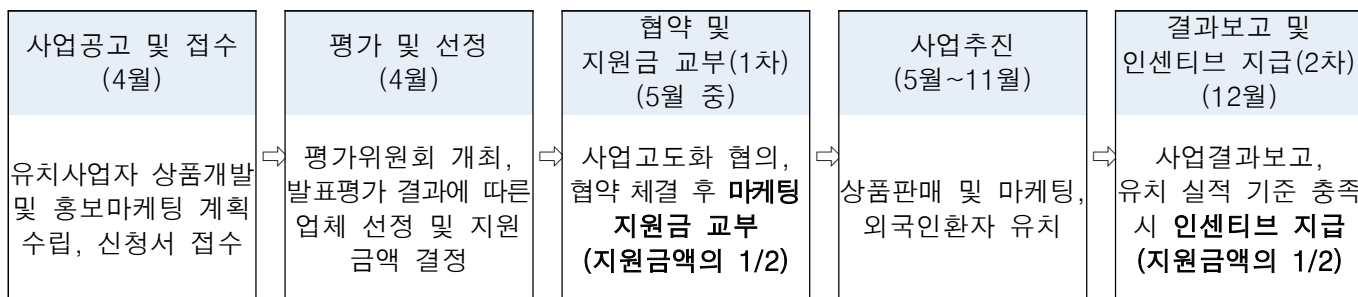 사업공고 및 접수
(4월)
유치사업자 상품개발
및 홍보마케팅 계획
수립, 신청서 접수
⇨
평가 및 선정
(4월)
평가위원회 개최,
발표평가 결과에 따른
업체 선정 및 지원
금액 결정
⇨
협약 및
지원금 교부(1차)
(5월 중)
사업고도화 협의,
협약 체결 후 마케팅
지원금 교부
(지원금액의 1/2)
⇨
사업추진
(5월~11월)
상품판매 및 마케팅,
외국인환자 유치
⇨
결과보고 및
인센티브 지급(2차)
(12월)
사업결과보고,
유치 실적 기준 충족
시 인센티브 지급
(지원금액의 1/2)